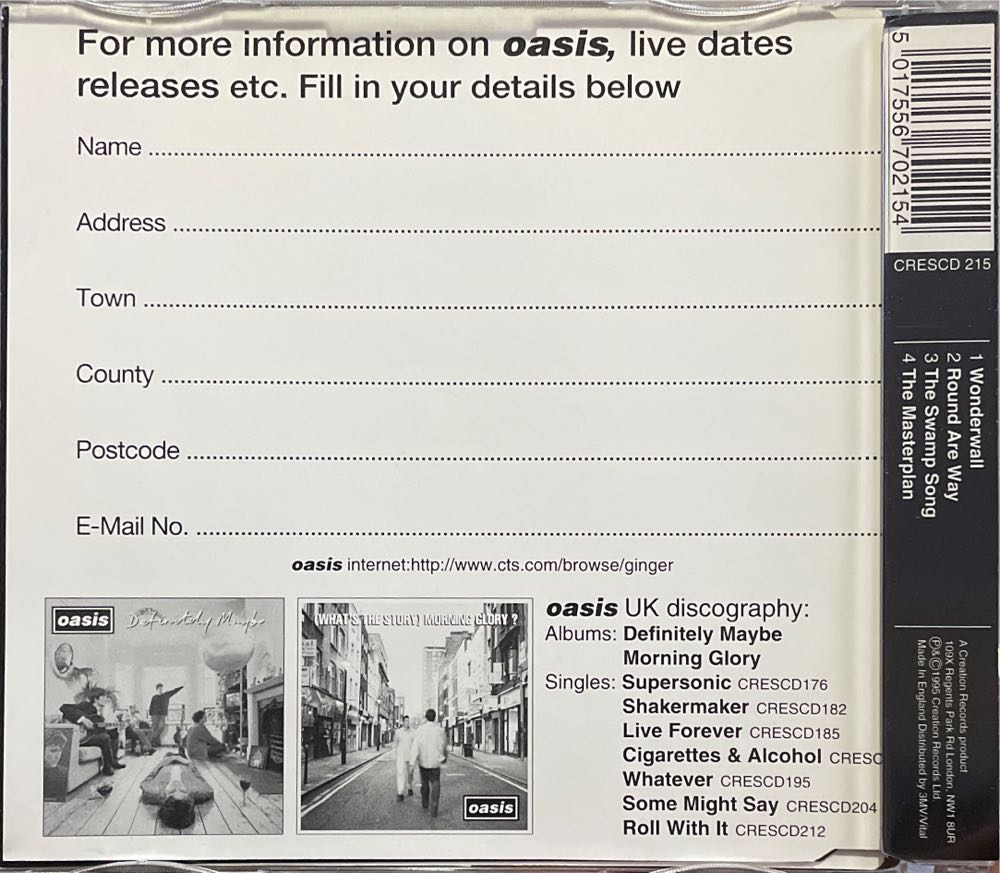 For more information on oasis, live dates
releases etc. Fill in your details below
Name
Address
Town
County
Postcode
E-Mail No.
oasis internet:http://www.cts.com/browse/ginger
oasis Definitely Maybe
(WHAT'S THE STORY) MORNING GLORY ?
oasis
oasis UK discography:
Albums: Definitely Maybe
Morning Glory
Singles: Supersonic CRESCD176
Shakermaker CRESCD182
Live Forever CRESCD185
Cigarettes & Alcohol CRESC
Whatever CRESCD195
Some Might Say CRESCD204
Roll With It CRESCD212
5 017556 702154
CRESCD 215
1 Wonderwall
2 Round Are Way
3 The Swamp Song
4 The Masterplan
A Creation Records product
109X Regents Park Rd London, NW1 8UR
℗&©1995 Creation Records Ltd.
Made In England Distributed by 3MV/Vital